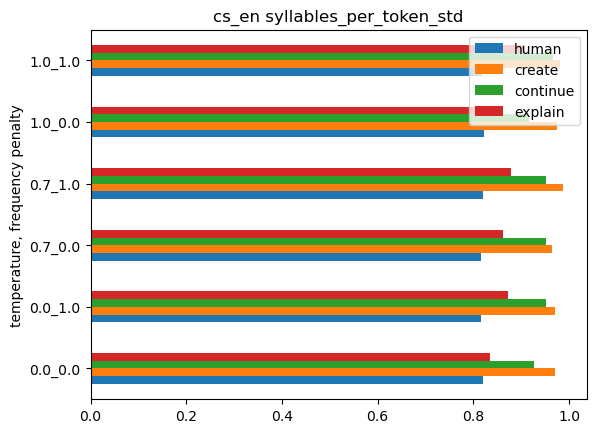 cs_en syllables_per_token_std
human
create
continue
explain
temperature, frequency penalty
1.0_1.0
1.0_0.0
0.7_1.0
0.7_0.0
0.0_1.0
0.0_0.0
0.0 0.2 0.4 0.6 0.8 1.0